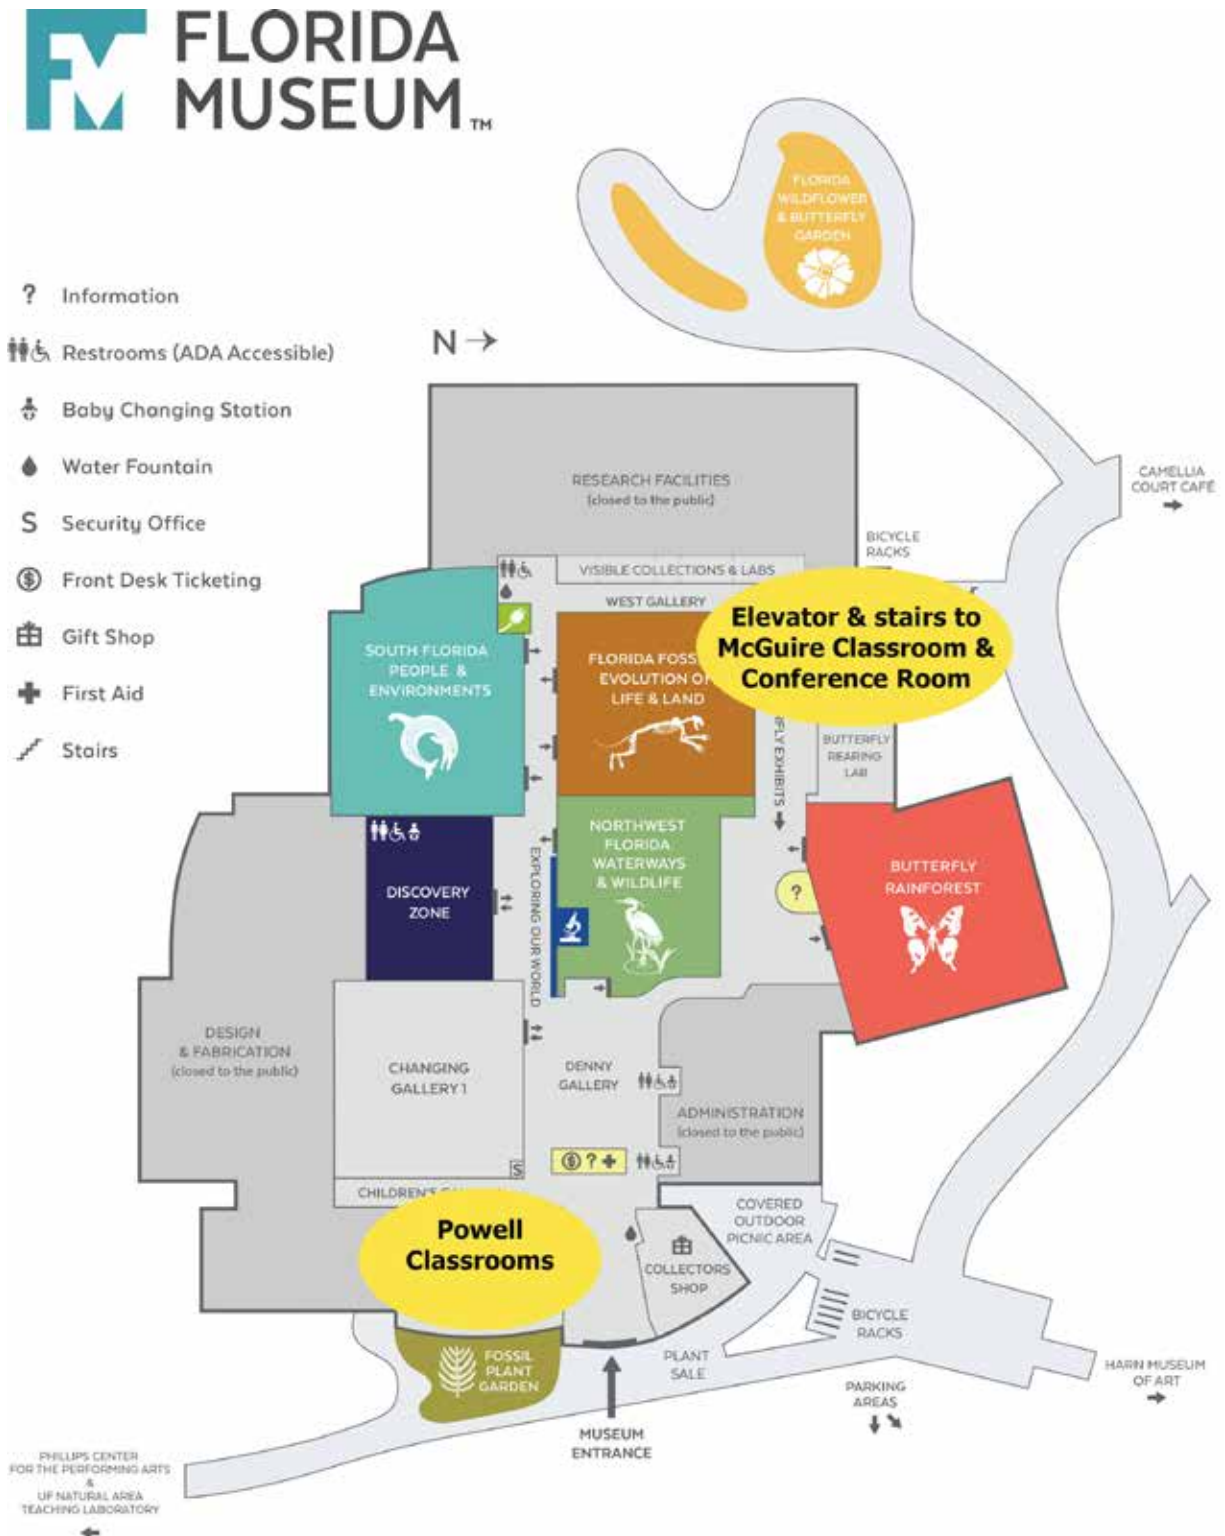 FLORIDA
MUSEUM™
FLORIDA
WILDFLOWER
& BUTTERFLY
GARDEN
? Information
Restrooms (ADA Accessible)
Baby Changing Station
Water Fountain
S Security Office
Front Desk Ticketing
Gift Shop
First Aid
Stairs
N
CAMELLIA
COURT CAFÉ
RESEARCH FACILITIES
(closed to the public)
BICYCLE
RACKS
VISIBLE COLLECTIONS & LABS
WEST GALLERY
Elevator & stairs to
McGuire Classroom &
Conference Room
SOUTH FLORIDA
PEOPLE &
ENVIRONMENTS
FLORIDA FOSS
EVOLUTION OF
LIFE & LAND
FLY EXHIBITS
BUTTERFLY
REARING
LAB
NORTHWEST
FLORIDA
WATERWAYS
& WILDLIFE
EXPLORING OUR WORLD
DISCOVERY
ZONE
?
BUTTERFLY
RAINFOREST
DESIGN
& FABRICATION
(closed to the public)
CHANGING
GALLERY 1
DENNY
GALLERY
ADMINISTRATION
(closed to the public)
S
$ ?
CHILDREN'S
Powell
Classrooms
COVERED
OUTDOOR
PICNIC AREA
COLLECTORS
SHOP
BICYCLE
RACKS
FOSSIL
PLANT
GARDEN
PLANT
SALE
HARN MUSEUM
OF ART
PARKING
AREAS
MUSEUM
ENTRANCE
PHILLIPS CENTER
FOR THE PERFORMING ARTS
&
UF NATURAL AREA
TEACHING LABORATORY